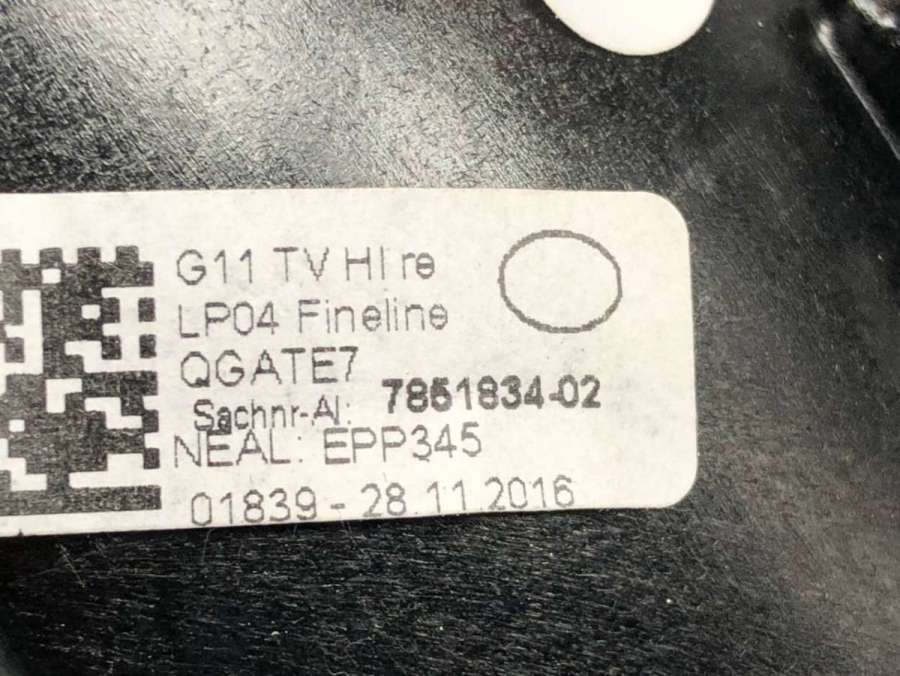 G11 TV HI re
LP04 Fineline
QGATE7
Sachnr-AI: 7851834-02
NEAL: EPP345
01839 - 28.11.2016